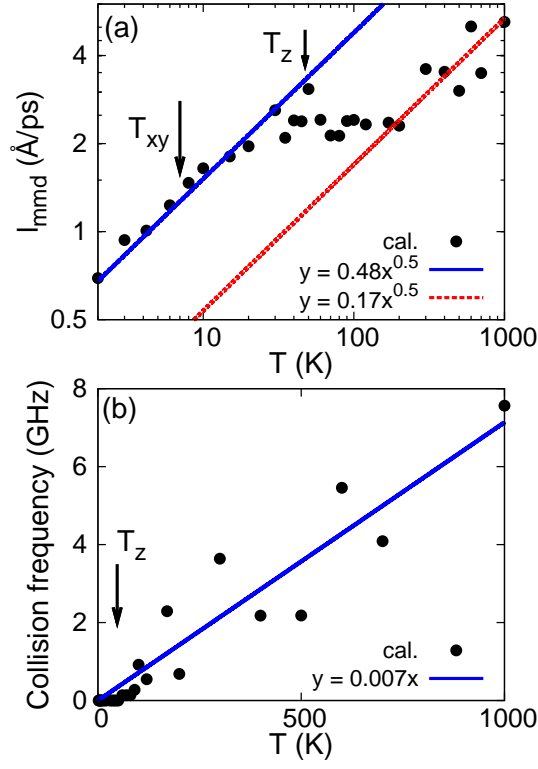 (a)
I_mmd (Å/ps)
4
2
1
0.5
T_z
T_xy
cal.
y = 0.48x^0.5
y = 0.17x^0.5
10 100 1000
T (K)
(b)
Collision frequency (GHz)
8
6
4
2
0
T_z
cal.
y = 0.007x
0 500 1000
T (K)